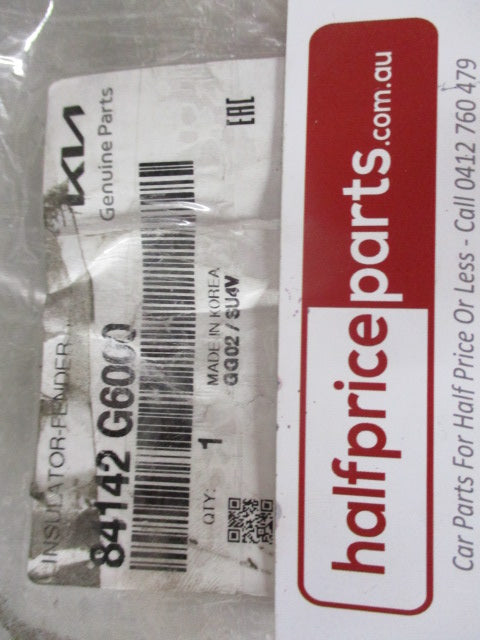 KIA
Genuine Parts
EAC
INSULATOR-FENDER
84142 G6000
QTY: 1
MADE IN KOREA
GG02 / SU4V
halfpriceparts.com.au
Car Parts For Half Price Or Less - Call 0412 760 479